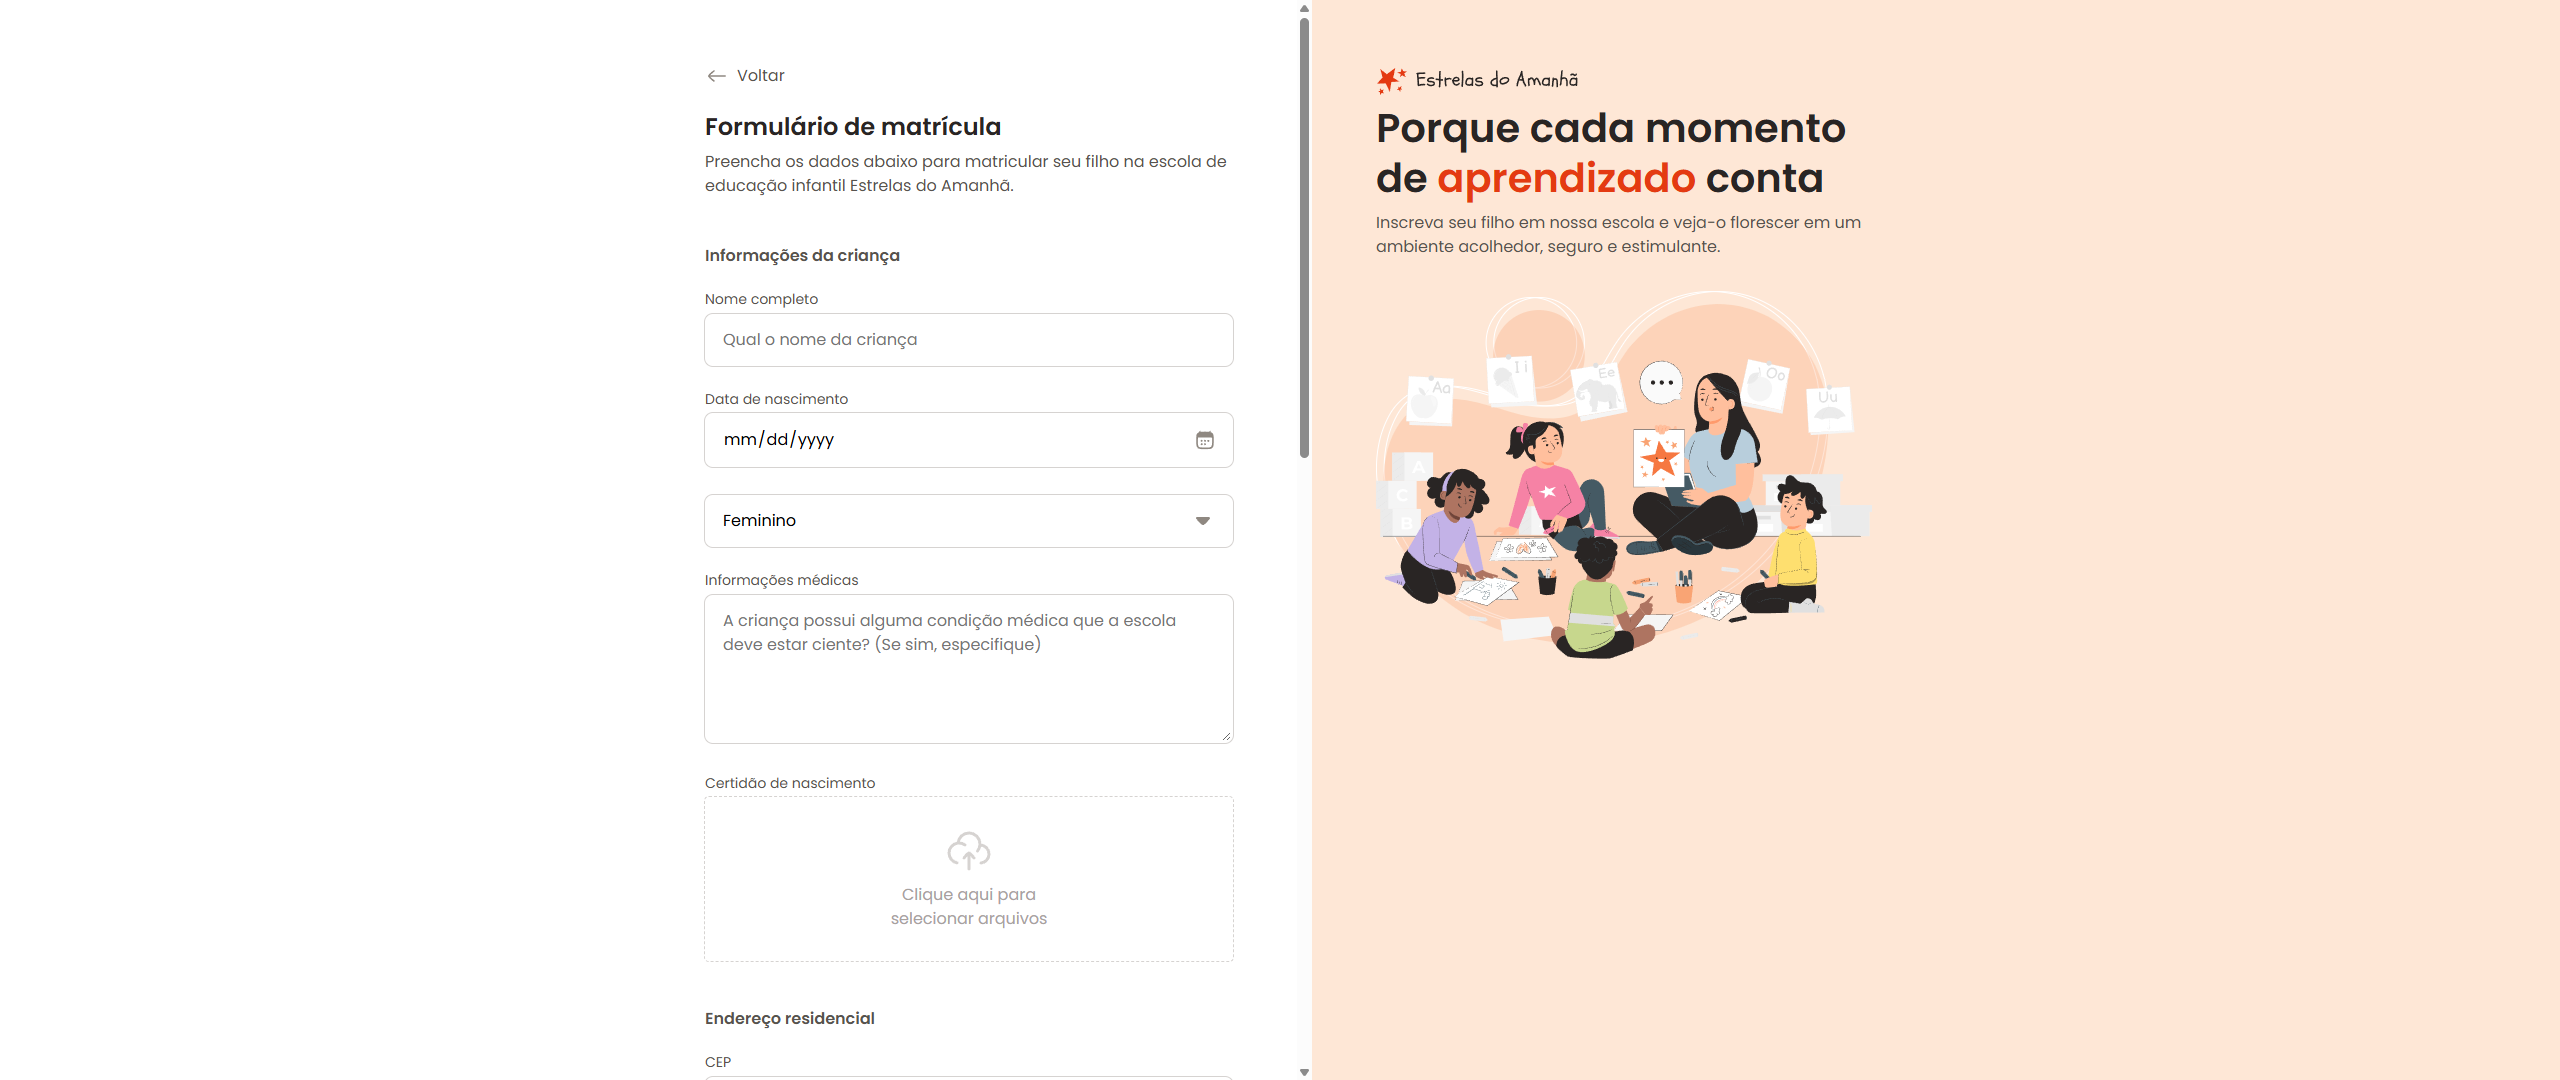 Voltar
Formulário de matrícula
Preencha os dados abaixo para matricular seu filho na escola de
educação infantil Estrelas do Amanhã.
Informações da criança
Nome completo
Qual o nome da criança
Data de nascimento
mm/dd/yyyy
Feminino
Informações médicas
A criança possui alguma condição médica que a escola
deve estar ciente? (Se sim, especifique)
Certidão de nascimento
Clique aqui para
selecionar arquivos
Endereço residencial
CEP
Estrelas do Amanhã
Porque cada momento
de aprendizado conta
Inscreva seu filho em nossa escola e veja-o florescer em um
ambiente acolhedor, seguro e estimulante.
Aa
I i
Ee
Oo
Uu
A
C
B